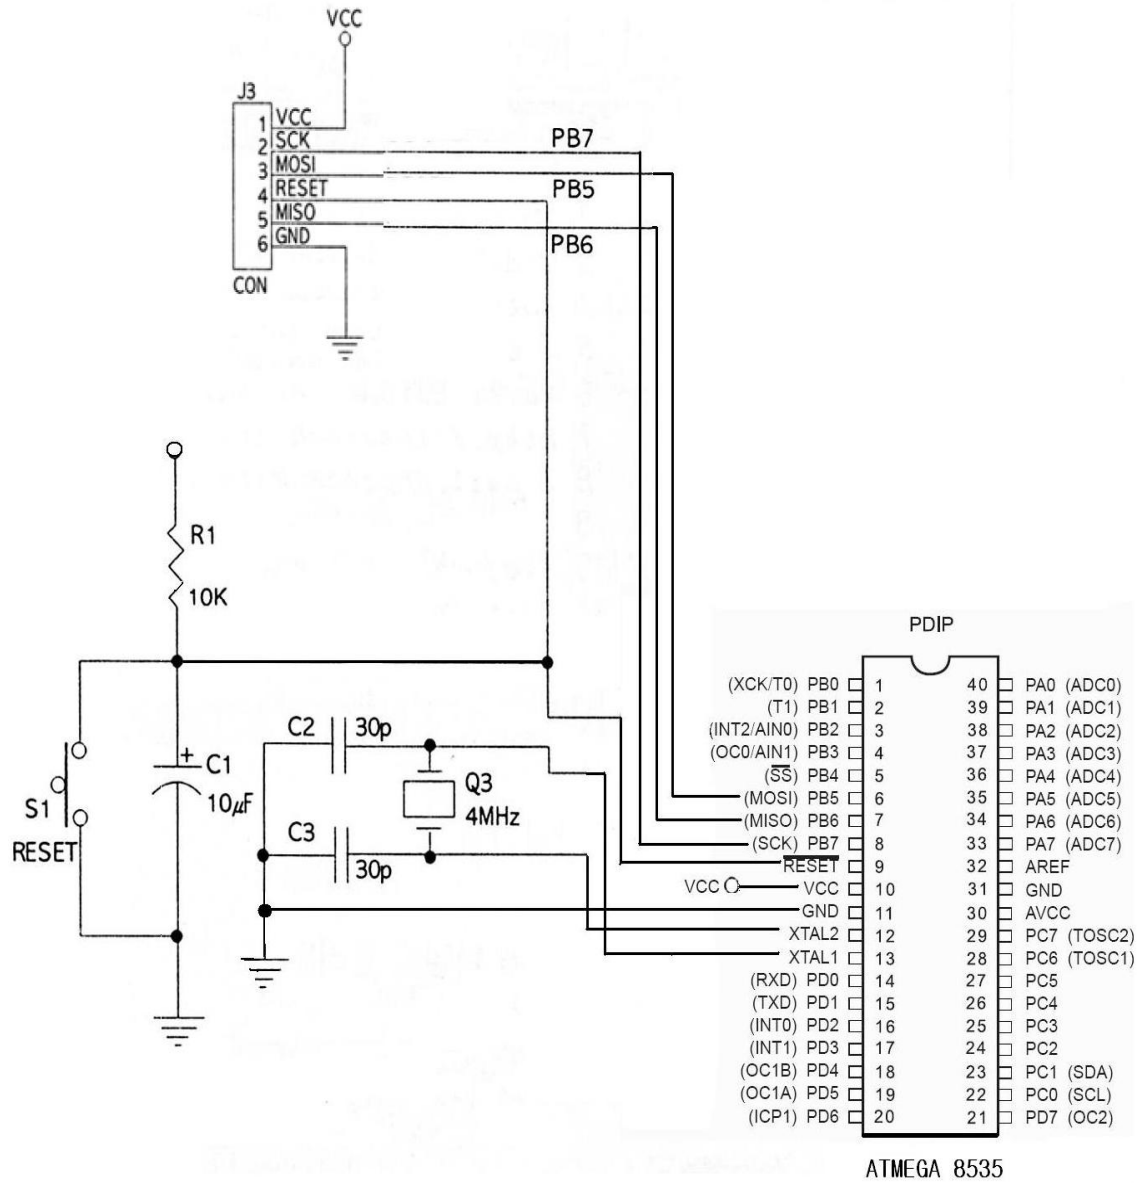 VCC
J3
1 VCC
2 SCK
3 MOSI
4 RESET
5 MISO
6 GND
CON
PB7
PB5
PB6
R1
10K
S1
RESET
+
C1
10µF
C2
30p
C3
30p
Q3
4MHz
VCC
PDIP
(XCK/T0) PB0 1 40 PA0 (ADC0)
(T1) PB1 2 39 PA1 (ADC1)
(INT2/AIN0) PB2 3 38 PA2 (ADC2)
(OC0/AIN1) PB3 4 37 PA3 (ADC3)
(SS) PB4 5 36 PA4 (ADC4)
(MOSI) PB5 6 35 PA5 (ADC5)
(MISO) PB6 7 34 PA6 (ADC6)
(SCK) PB7 8 33 PA7 (ADC7)
RESET 9 32 AREF
VCC 10 31 GND
GND 11 30 AVCC
XTAL2 12 29 PC7 (TOSC2)
XTAL1 13 28 PC6 (TOSC1)
(RXD) PD0 14 27 PC5
(TXD) PD1 15 26 PC4
(INT0) PD2 16 25 PC3
(INT1) PD3 17 24 PC2
(OC1B) PD4 18 23 PC1 (SDA)
(OC1A) PD5 19 22 PC0 (SCL)
(ICP1) PD6 20 21 PD7 (OC2)
ATMEGA 8535